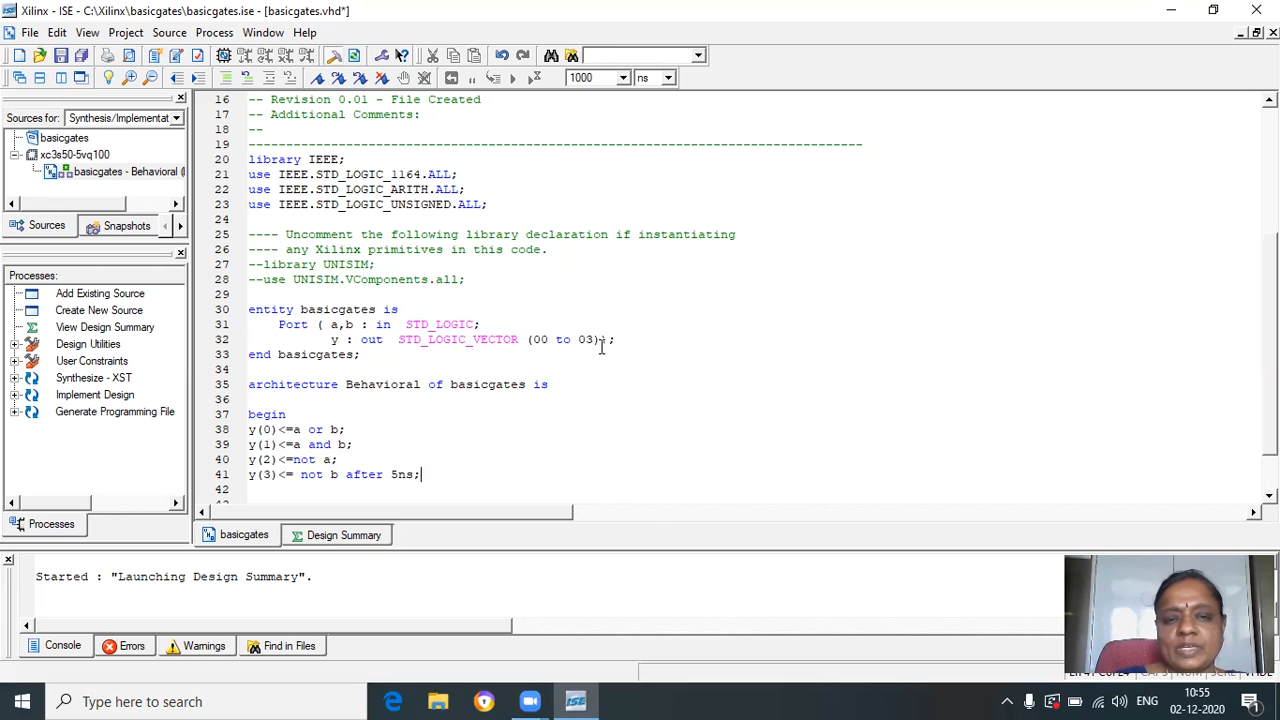 Xilinx - ISE - C:\Xilinx\basicgates\basicgates.ise - [basicgates.vhd*]
File Edit View Project Source Process Window Help
1000 ns
Sources for: Synthesis/Implementat
basicgates
xc3s50-5vq100
basicgates - Behavioral (
Sources Snapshots
Processes:
Add Existing Source
Create New Source
View Design Summary
Design Utilities
User Constraints
Synthesize - XST
Implement Design
Generate Programming File
Processes
16 -- Revision 0.01 - File Created
17 -- Additional Comments:
18 --
19 ----------------------------------------------------------------------------------
20 library IEEE;
21 use IEEE.STD_LOGIC_1164.ALL;
22 use IEEE.STD_LOGIC_ARITH.ALL;
23 use IEEE.STD_LOGIC_UNSIGNED.ALL;
24
25 ---- Uncomment the following library declaration if instantiating
26 ---- any Xilinx primitives in this code.
27 --library UNISIM;
28 --use UNISIM.VComponents.all;
29
30 entity basicgates is
31 Port ( a,b : in STD_LOGIC;
32 y : out STD_LOGIC_VECTOR (00 to 03));
33 end basicgates;
34
35 architecture Behavioral of basicgates is
36
37 begin
38 y(0)<=a or b;
39 y(1)<=a and b;
40 y(2)<=not a;
41 y(3)<= not b after 5ns;
42
basicgates Design Summary
Started : "Launching Design Summary".
Console Errors Warnings Find in Files
Type here to search
ENG
10:55
02-12-2020